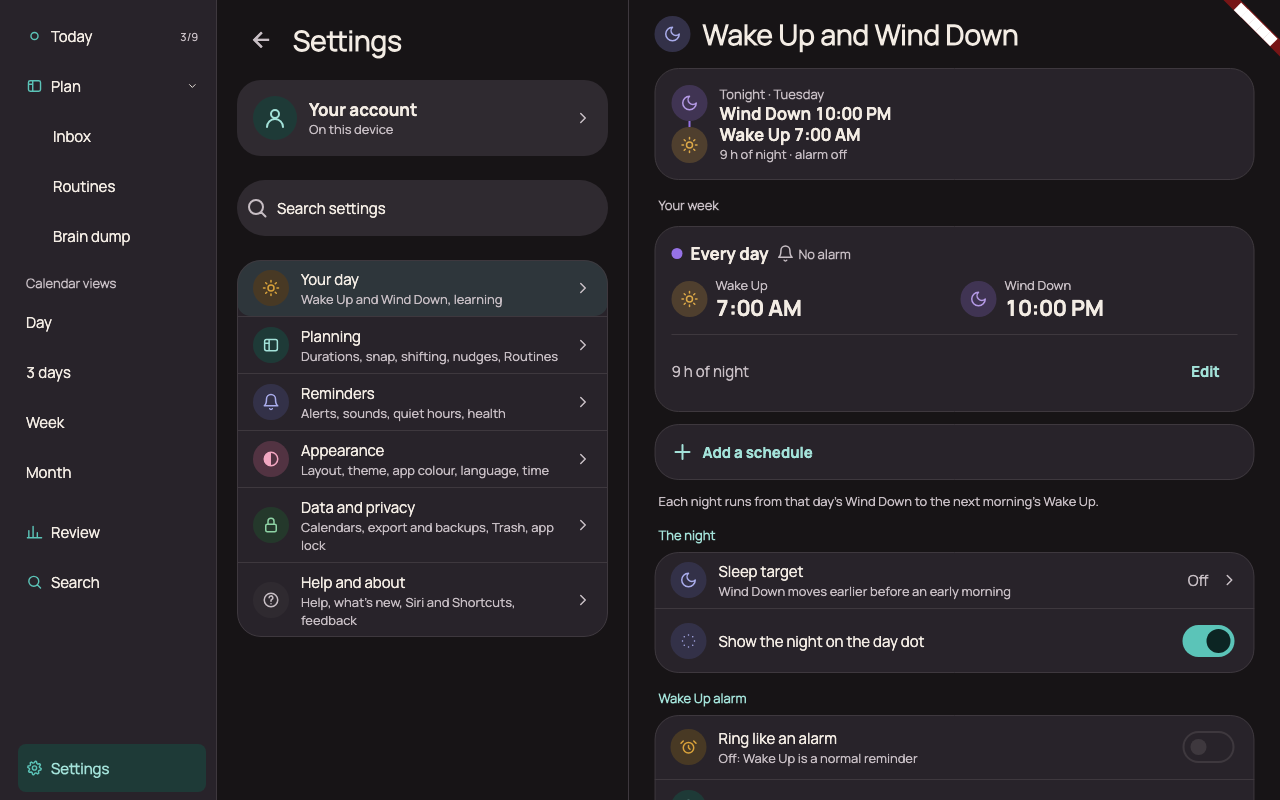 Today
3/9
Plan
Inbox
Routines
Brain dump
Calendar views
Day
3 days
Week
Month
Review
Search
Settings
Settings
Your account
On this device
Search settings
Your day
Wake Up and Wind Down, learning
Planning
Durations, snap, shifting, nudges, Routines
Reminders
Alerts, sounds, quiet hours, health
Appearance
Layout, theme, app colour, language, time
Data and privacy
Calendars, export and backups, Trash, app
lock
Help and about
Help, what's new, Siri and Shortcuts,
feedback
Wake Up and Wind Down
Tonight · Tuesday
Wind Down 10:00 PM
Wake Up 7:00 AM
9 h of night · alarm off
Your week
Every day
No alarm
Wake Up
7:00 AM
Wind Down
10:00 PM
9 h of night
Edit
Add a schedule
Each night runs from that day's Wind Down to the next morning's Wake Up.
The night
Sleep target
Wind Down moves earlier before an early morning
Off
Show the night on the day dot
Wake Up alarm
Ring like an alarm
Off: Wake Up is a normal reminder